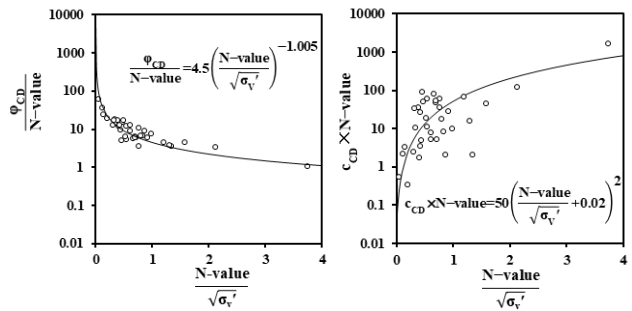 10000
1000
100
10
1
0.1
0.01
φCD
N−value
φCD/N−value=4.5(N−value/√σv′)−1.005
0 1 2 3 4
N-value
√σv′
10000
1000
100
10
1
0.1
0.01
cCD×N−value
cCD×N−value=50(N−value/√σv′+0.02)2
0 1 2 3 4
N−value
√σv′